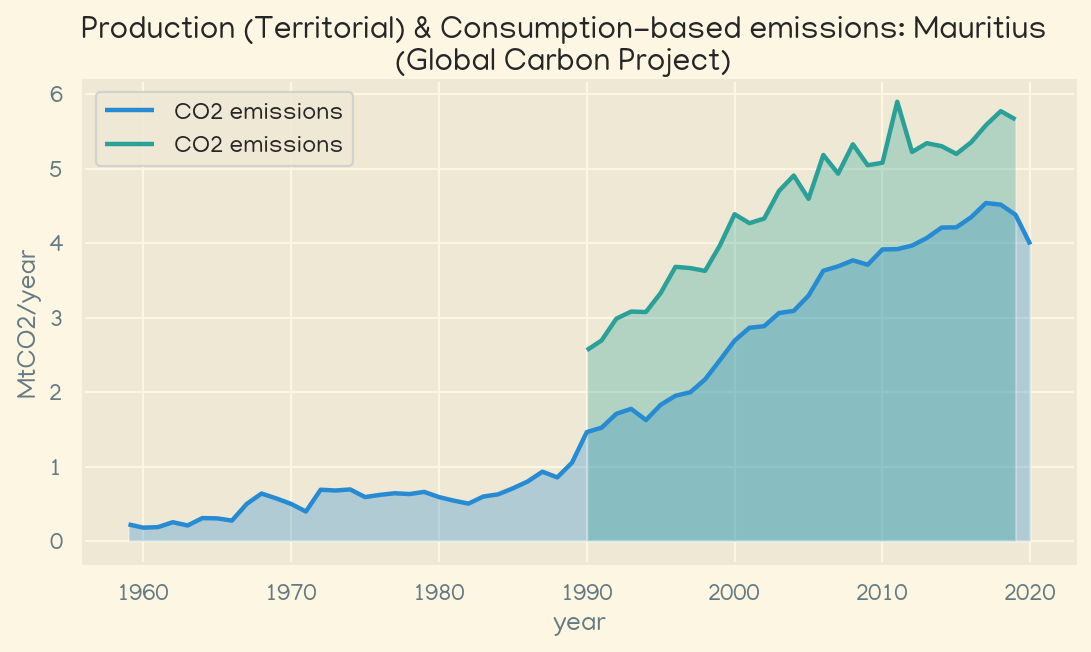 Production (Territorial) & Consumption-based emissions: Mauritius
(Global Carbon Project)
CO2 emissions
CO2 emissions
MtCO2/year
6
5
4
3
2
1
0
1960 1970 1980 1990 2000 2010 2020
year